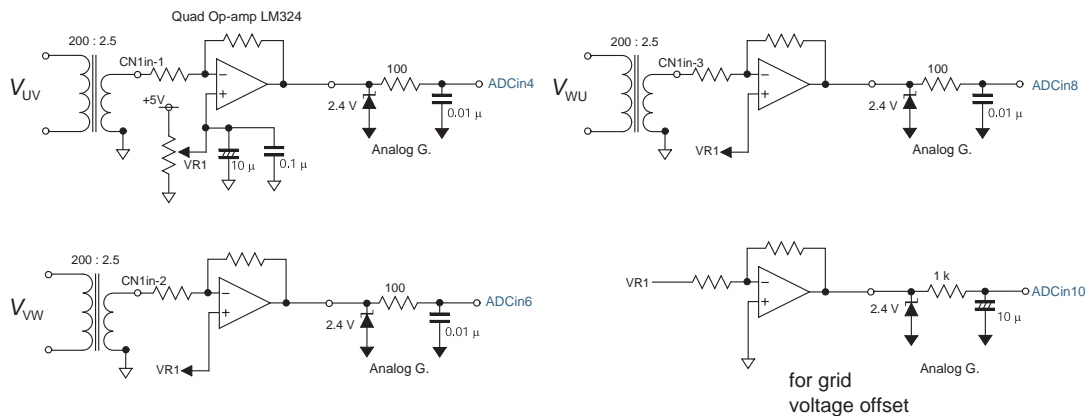 Quad Op-amp LM324
200 : 2.5
CN1in-1
VUV
+5V
VR1
10 μ
0.1 μ
2.4 V
100
0.01 μ
ADCin4
Analog G.
200 : 2.5
CN1in-3
VWU
VR1
2.4 V
100
0.01 μ
ADCin8
Analog G.
200 : 2.5
CN1in-2
VVW
VR1
2.4 V
100
0.01 μ
ADCin6
Analog G.
VR1
2.4 V
1 k
10 μ
ADCin10
Analog G.
for grid
voltage offset